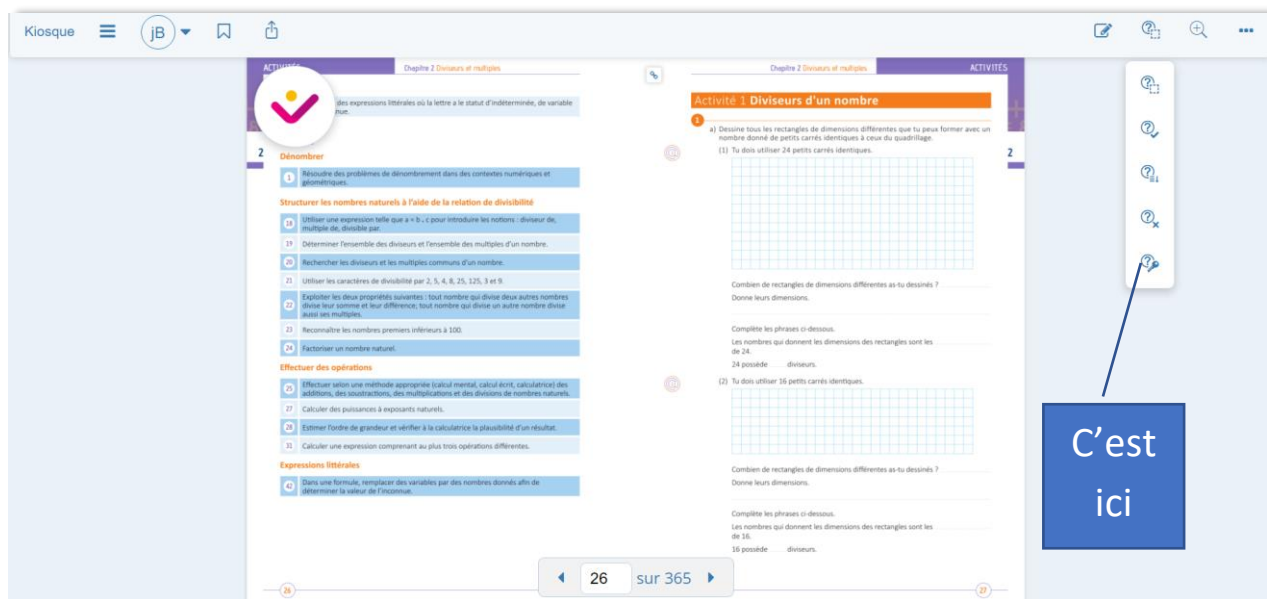 Kiosque
jB
ACTIVITÉS
Chapitre 2 Diviseurs et multiples
des expressions littérales où la lettre a le statut d'indéterminée, de variable
2
Dénombrer
1 Résoudre des problèmes de dénombrement dans des contextes numériques et
géométriques.
Structurer les nombres naturels à l'aide de la relation de divisibilité
18 Utiliser une expression telle que a = b . c pour introduire les notions : diviseur de,
multiple de, divisible par.
19 Déterminer l'ensemble des diviseurs et l'ensemble des multiples d'un nombre.
20 Rechercher les diviseurs et les multiples communs d'un nombre.
21 Utiliser les caractères de divisibilité par 2, 5, 4, 8, 25, 125, 3 et 9.
22 Exploiter les deux propriétés suivantes : tout nombre qui divise deux autres nombres
divise leur somme et leur différence; tout nombre qui divise un autre nombre divise
aussi ses multiples.
23 Reconnaître les nombres premiers inférieurs à 100.
24 Factoriser un nombre naturel.
Effectuer des opérations
25 Effectuer selon une méthode appropriée (calcul mental, calcul écrit, calculatrice) des
additions, des soustractions, des multiplications et des divisions de nombres naturels.
27 Calculer des puissances à exposants naturels.
28 Estimer l'ordre de grandeur et vérifier à la calculatrice la plausibilité d'un résultat.
31 Calculer une expression comprenant au plus trois opérations différentes.
Expressions littérales
42 Dans une formule, remplacer des variables par des nombres donnés afin de
déterminer la valeur de l'inconnue.
26
Chapitre 2 Diviseurs et multiples
ACTIVITÉS
Activité 1 Diviseurs d'un nombre
1
a) Dessine tous les rectangles de dimensions différentes que tu peux former avec un
nombre donné de petits carrés identiques à ceux du quadrillage.
(1) Tu dois utiliser 24 petits carrés identiques.
2
Combien de rectangles de dimensions différentes as-tu dessinés ?
Donne leurs dimensions.
Complète les phrases ci-dessous.
Les nombres qui donnent les dimensions des rectangles sont les
de 24.
24 possède diviseurs.
(2) Tu dois utiliser 16 petits carrés identiques.
Combien de rectangles de dimensions différentes as-tu dessinés ?
Donne leurs dimensions.
Complète les phrases ci-dessous.
Les nombres qui donnent les dimensions des rectangles sont les
de 16.
16 possède diviseurs.
27
26 sur 365
C'est
ici